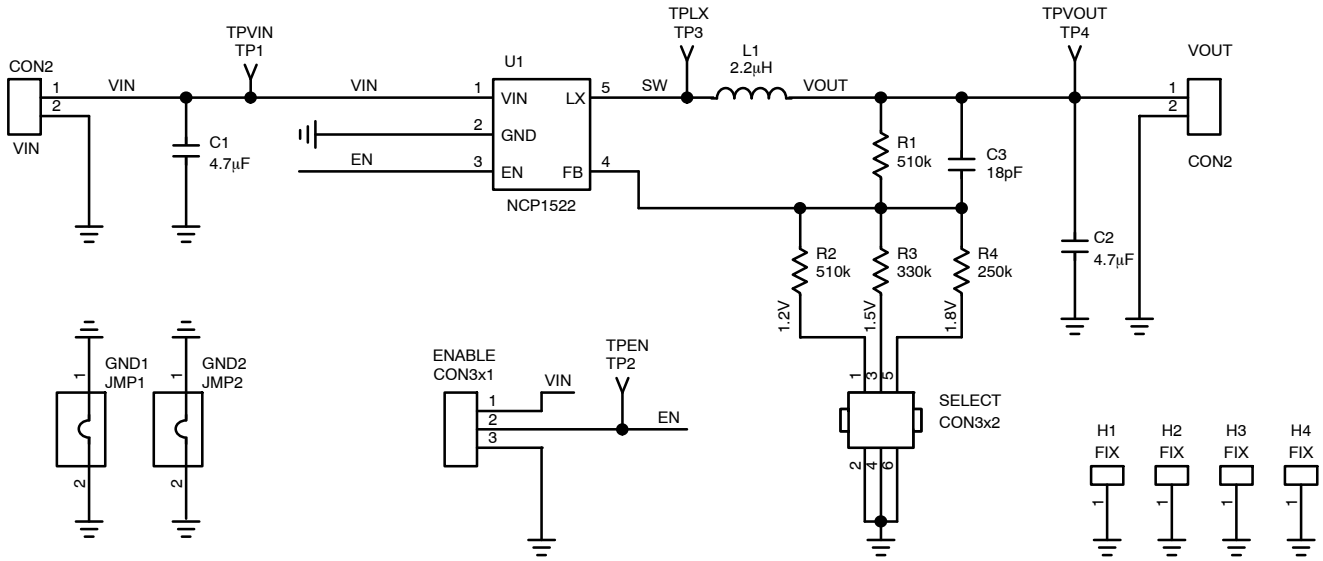 TPVIN
TP1
TPLX
TP3
TPVOUT
TP4
CON2
1
2
VIN
VIN
VIN
C1
4.7μF
U1
1
VIN
2
GND
3
EN
EN
LX
5
FB
4
NCP1522
SW
L1
2.2μH
VOUT
R1
510k
C3
18pF
VOUT
1
2
CON2
R2
510k
R3
330k
R4
250k
C2
4.7μF
1.2V
1.5V
1.8V
1
3
5
SELECT
CON3x2
2
4
6
1
GND1
JMP1
2
1
GND2
JMP2
2
ENABLE
CON3x1
1
2
3
VIN
TPEN
TP2
EN
H1
FIX
1
H2
FIX
1
H3
FIX
1
H4
FIX
1